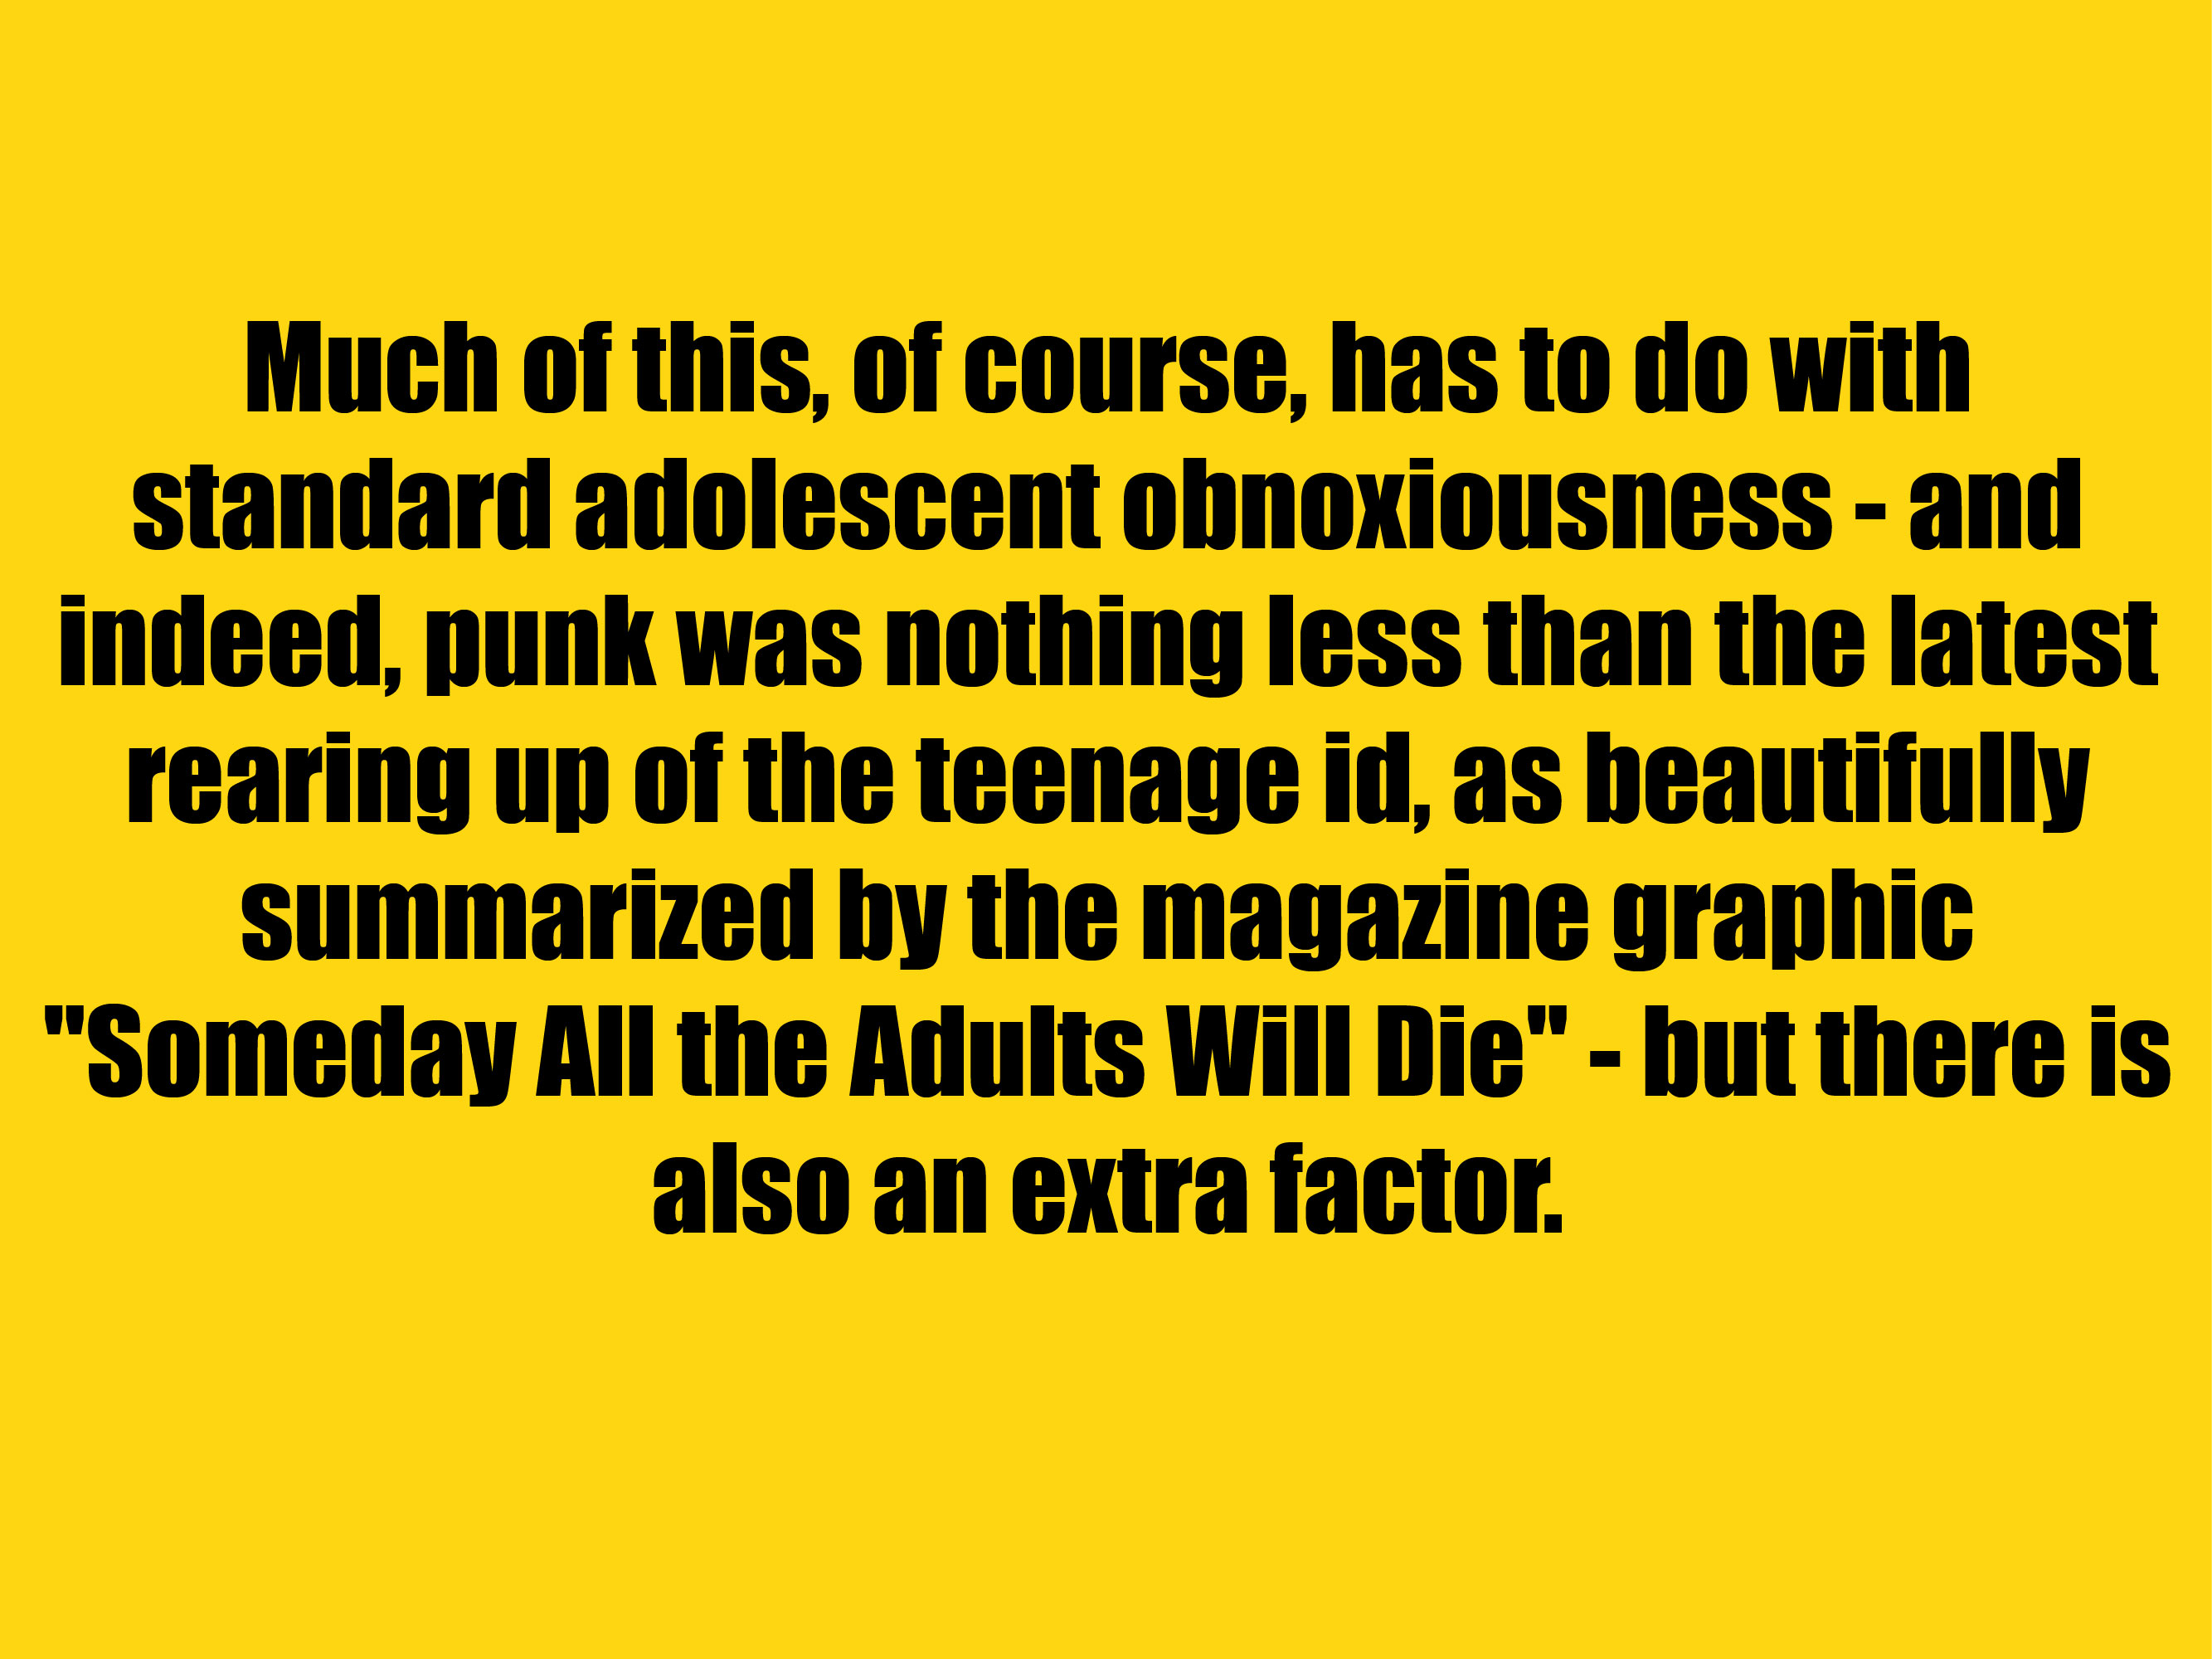 Much of this, of course, has to do with
standard adolescent obnoxiousness - and
indeed, punk was nothing less than the latest
rearing up of the teenage id, as beautifully
summarized by the magazine graphic
"Someday All the Adults Will Die" - but there is
also an extra factor.